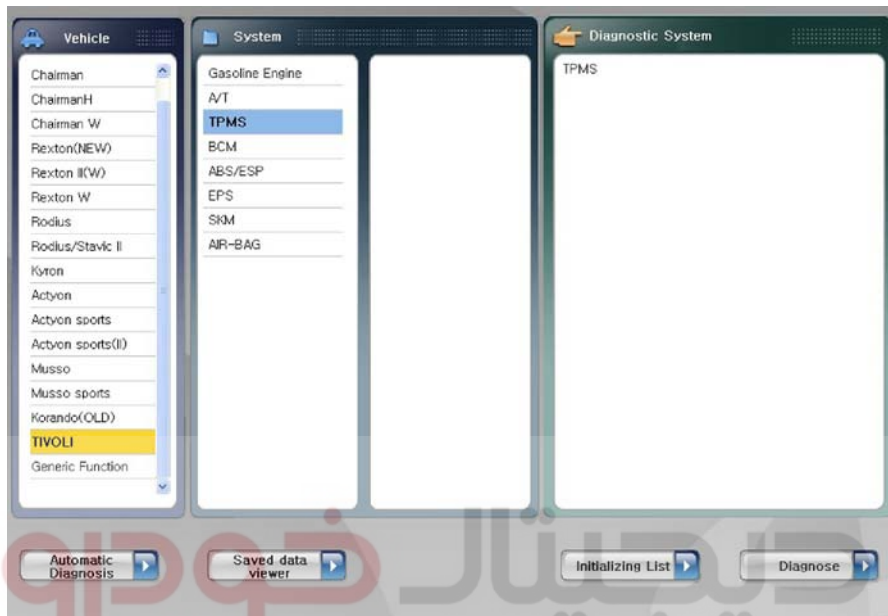 Vehicle
Chairman
ChairmanH
Chairman W
Rexton(NEW)
Rexton II(W)
Rexton W
Rodius
Rodius/Stavic II
Kyron
Actyon
Actyon sports
Actyon sports(II)
Musso
Musso sports
Korando(OLD)
TIVOLI
Generic Function
System
Gasoline Engine
A/T
TPMS
BCM
ABS/ESP
EPS
SKM
AIR-BAG
Diagnostic System
TPMS
Automatic
Diagnosis
Saved data
viewer
Initializing List
Diagnose
دیجیتال خودرو